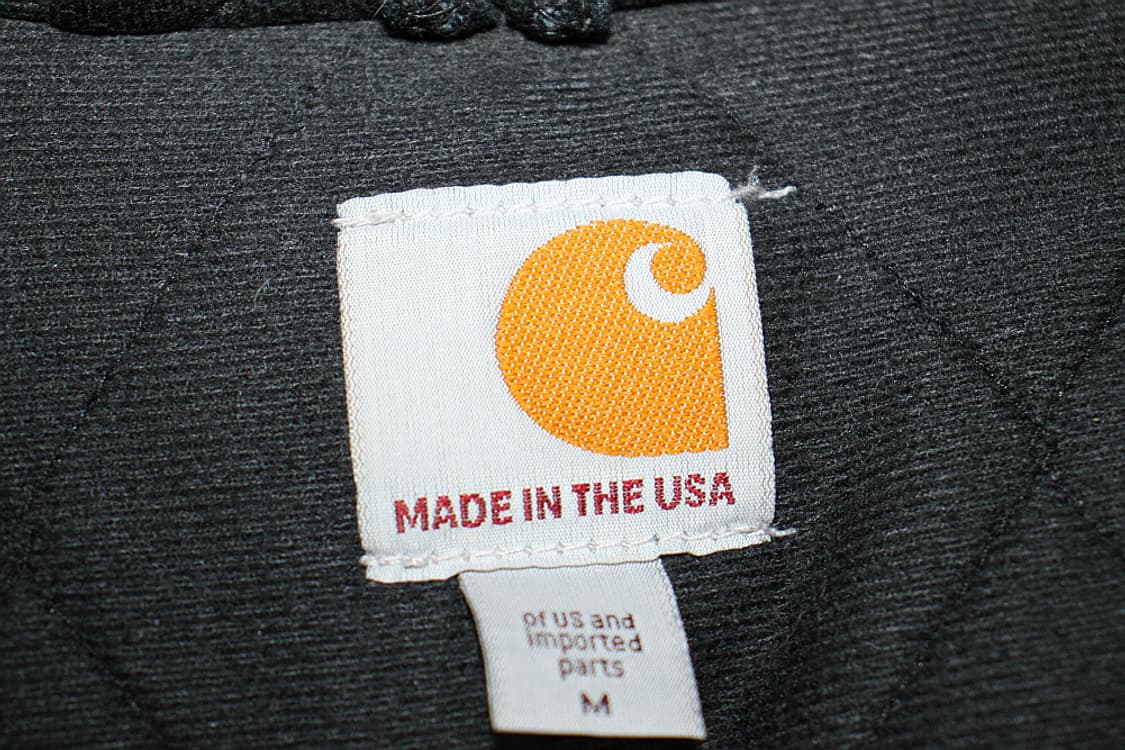 MADE IN THE USA
of US and
imported
parts
M